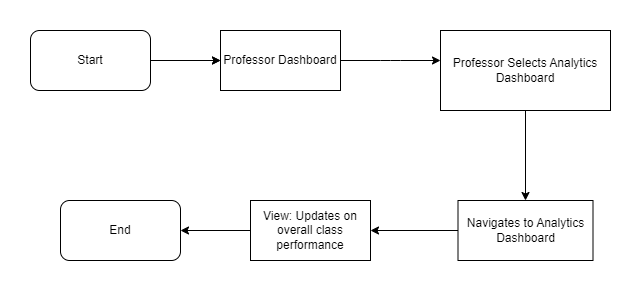 Start
Professor Dashboard
Professor Selects Analytics
Dashboard
End
View: Updates on
overall class
performance
Navigates to Analytics
Dashboard